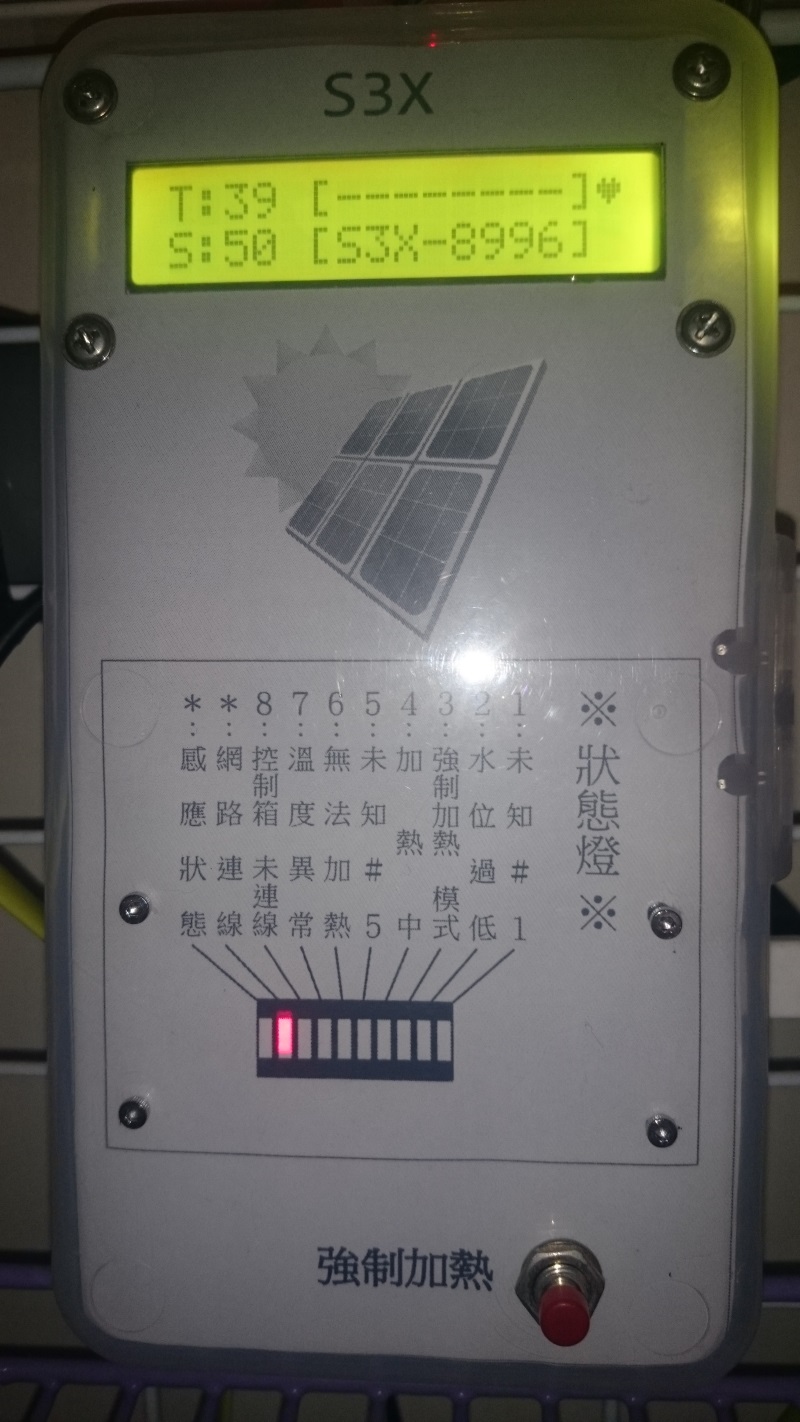 S3X
T:39 [--------]♥
S:50 [S3X-8996]
※狀態燈※
1:未知#1
2:水位過低
3:強制加熱 模式
4:加熱中
5:未知#5
6:無法加熱
7:溫度異常
8:控制箱 未連線
*:網路連線
*:感應狀態
強制加熱